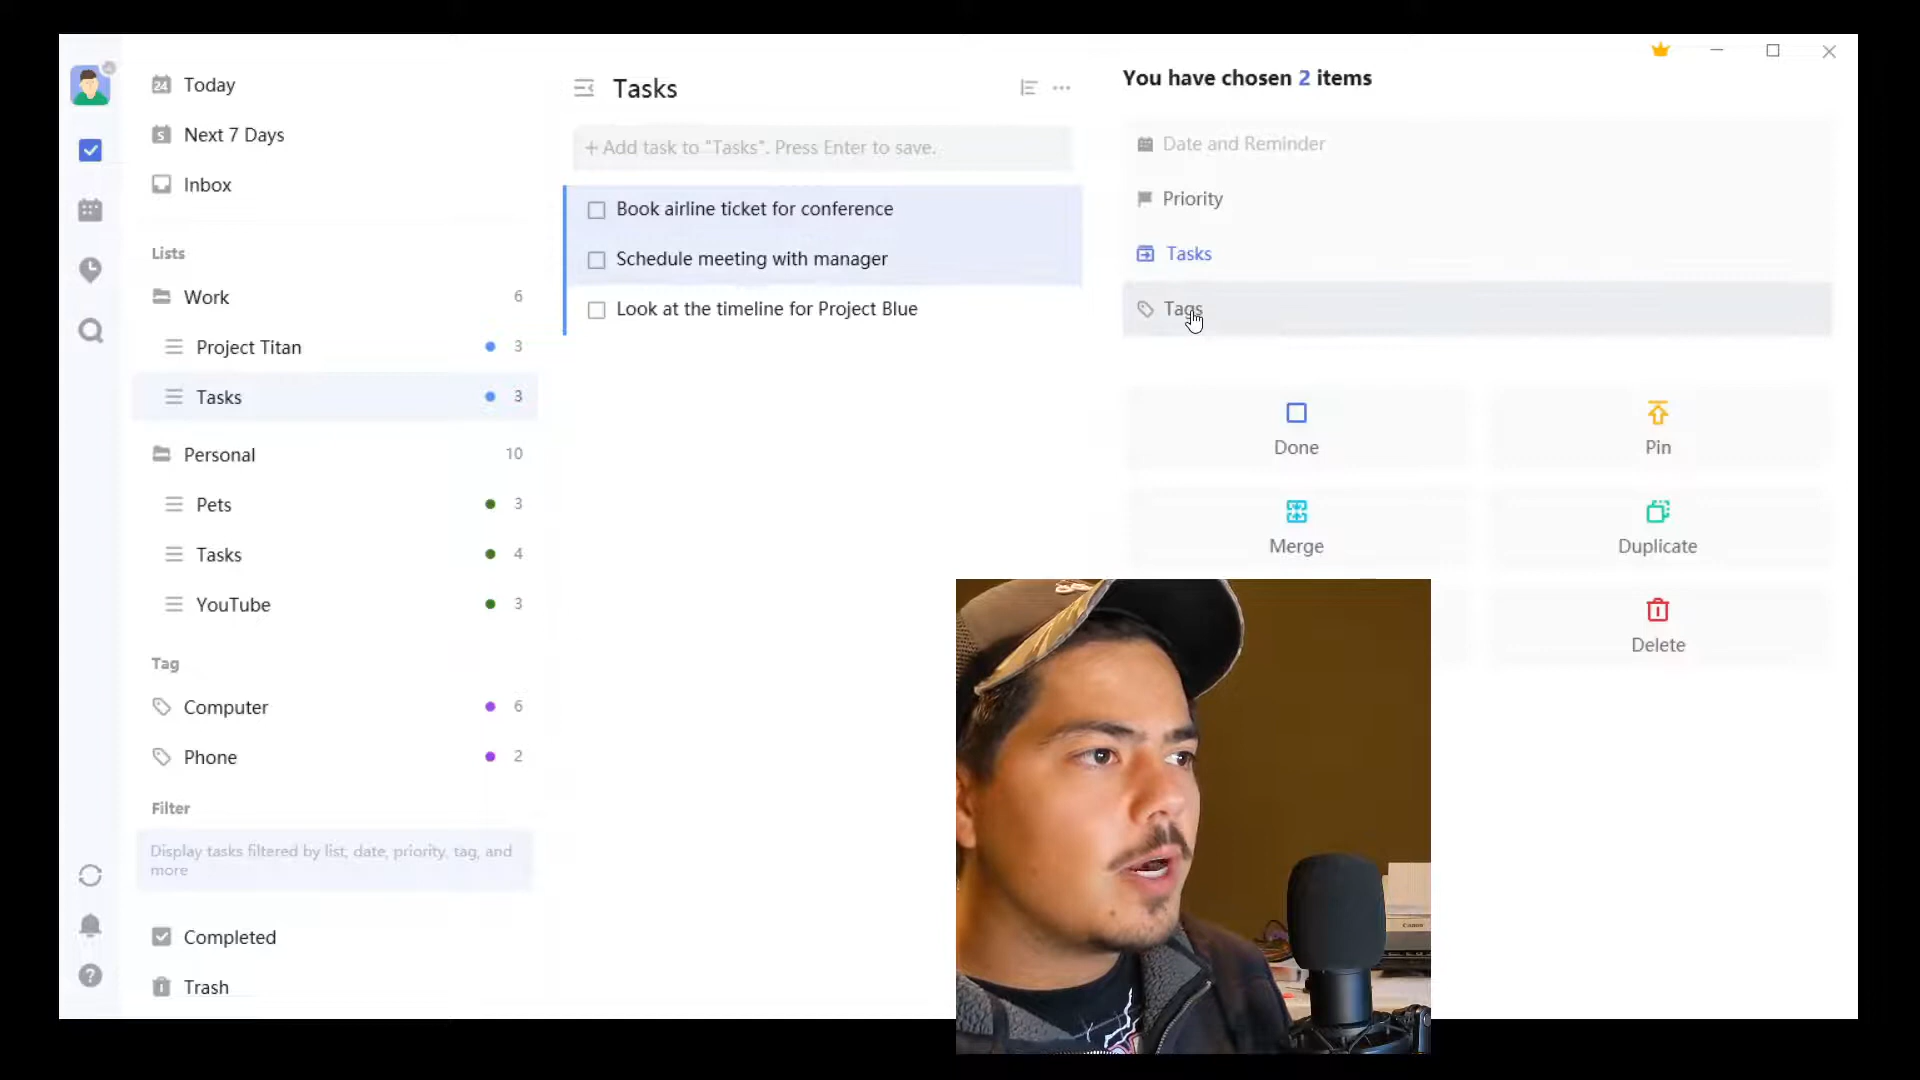 24 Today
S Next 7 Days
Inbox
Lists
Work 6
Project Titan 3
Tasks 3
Personal 10
Pets 3
Tasks 4
YouTube 3
Tag
Computer 6
Phone 2
Filter
Display tasks filtered by list, date, priority, tag, and
more
Completed
Trash
?
Tasks
+ Add task to "Tasks". Press Enter to save.
Book airline ticket for conference
Schedule meeting with manager
Look at the timeline for Project Blue
You have chosen 2 items
Date and Reminder
Priority
Tasks
Tags
Done
Pin
Merge
Duplicate
Delete
Canon